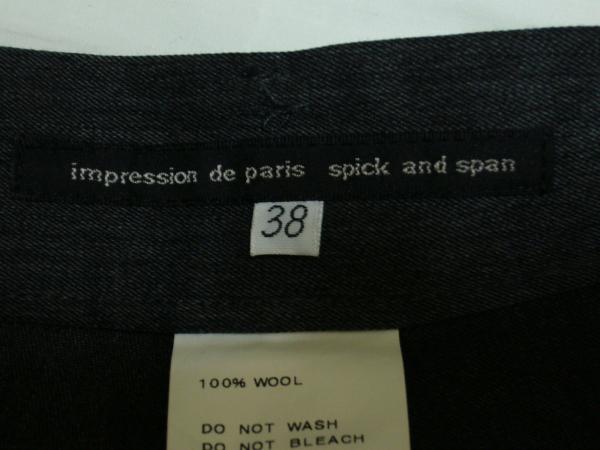 impression de paris spick and span
38
100% WOOL
DO NOT WASH
DO NOT BLEACH